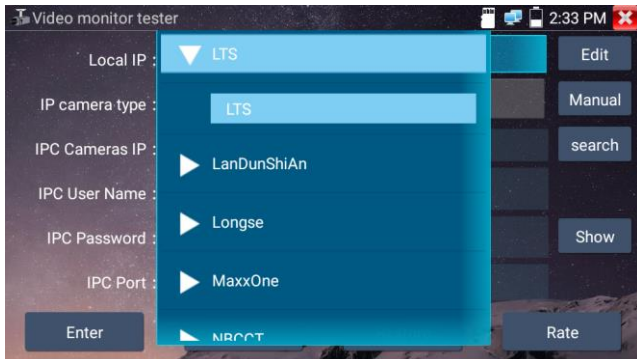 Video monitor tester
2:33 PM
Local IP :
LTS
Edit
LTS
IP camera type :
Manual
IPC Cameras IP :
LanDunShiAn
search
IPC User Name :
Longse
IPC Password :
Show
MaxxOne
IPC Port :
NBCCT
Enter
Rate